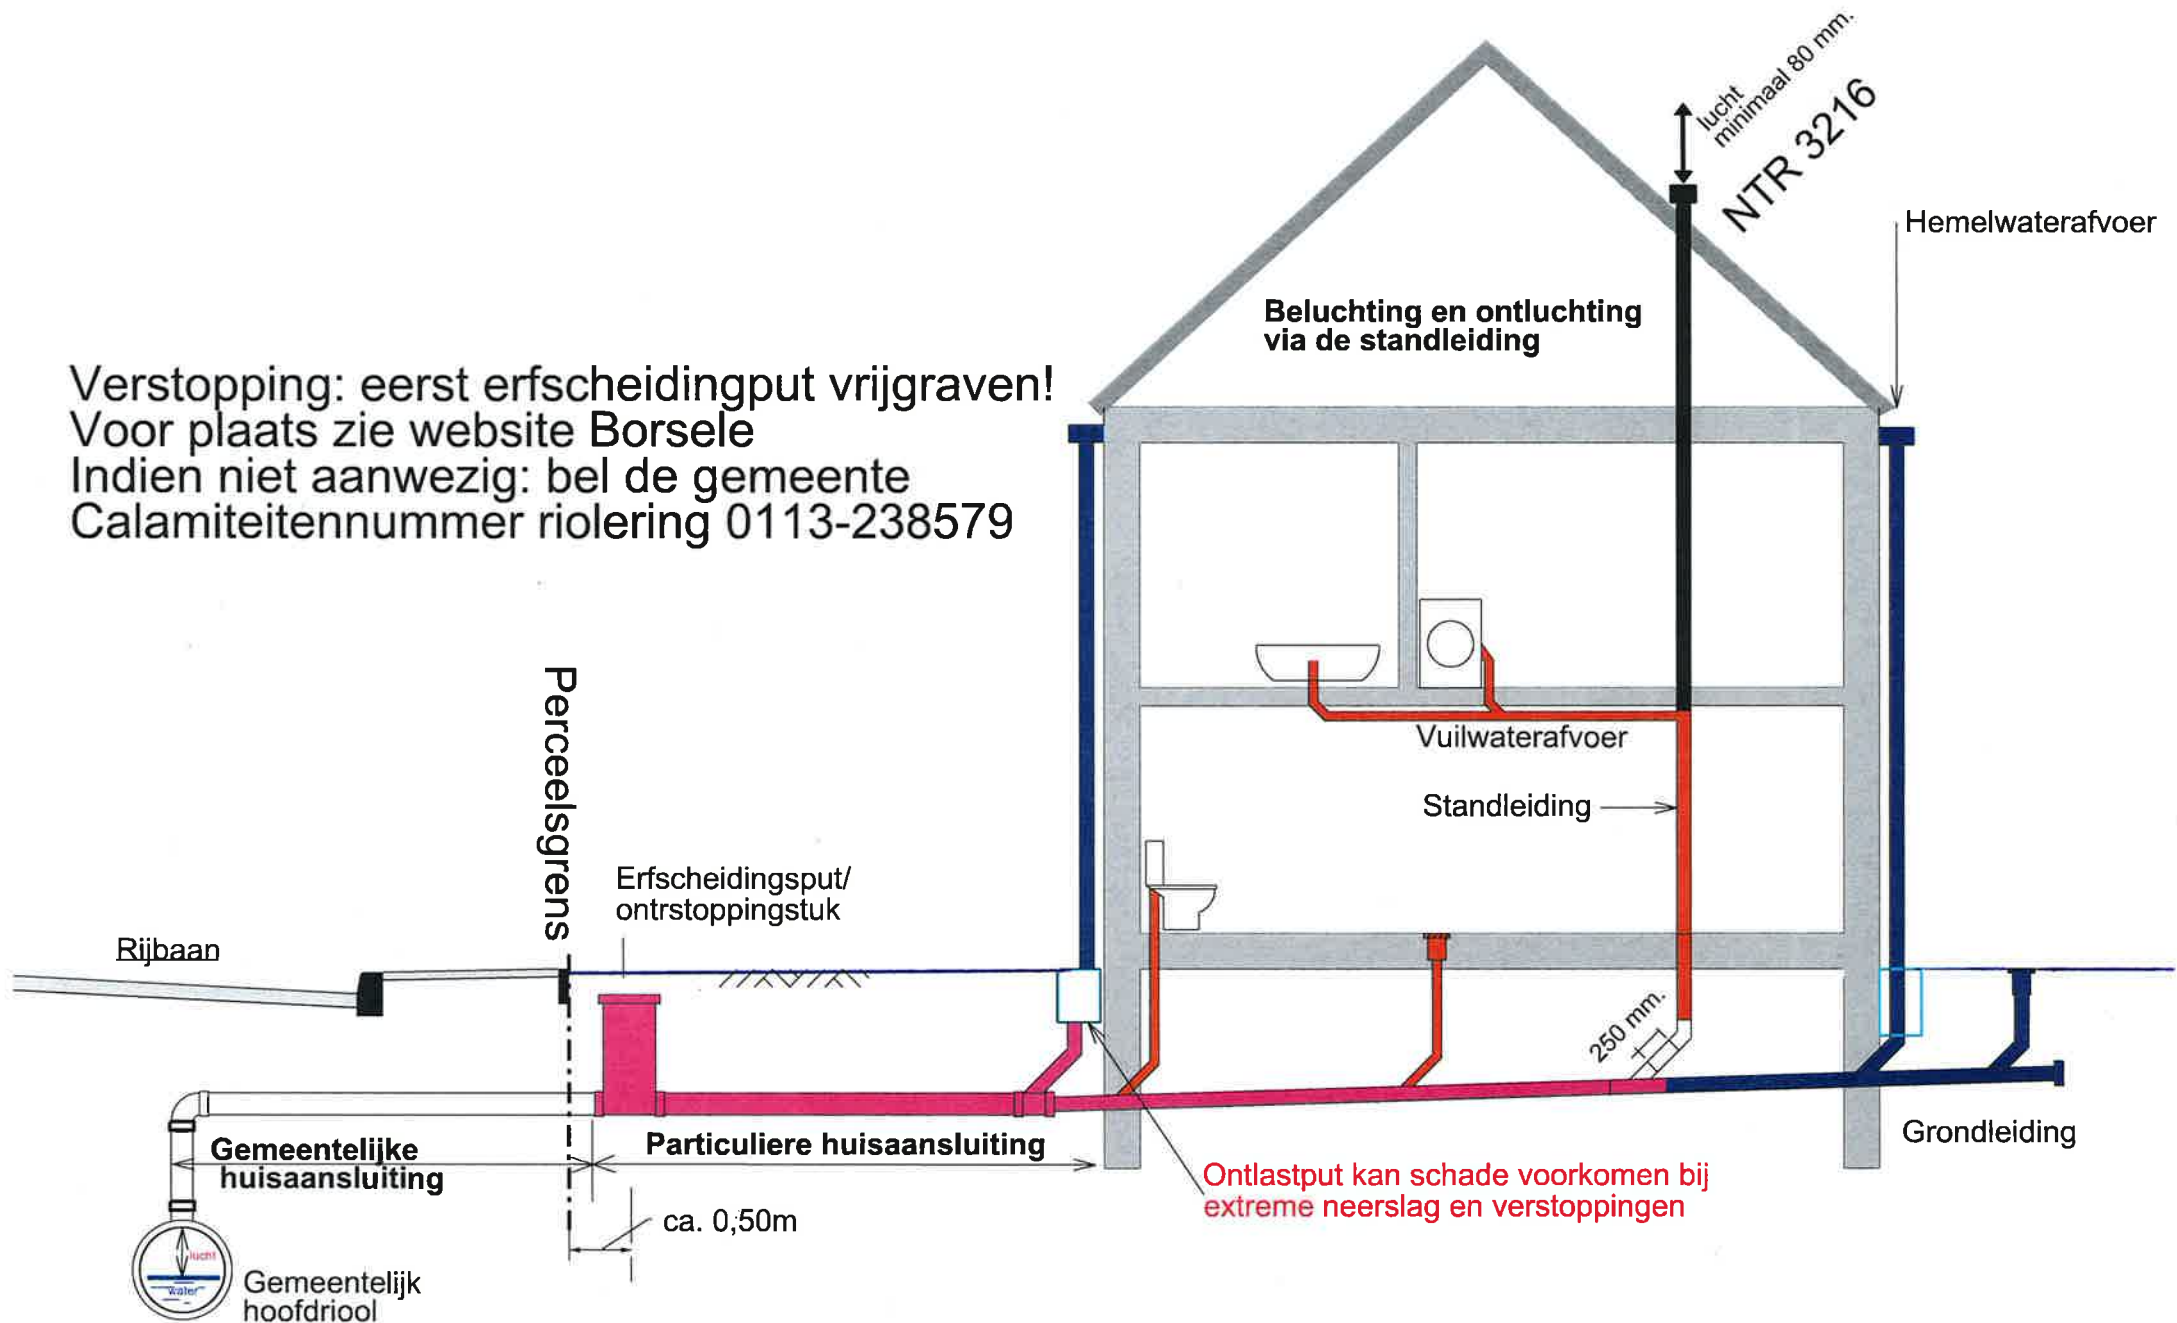 lucht
minimaal 80 mm.
NTR 3216
Hemelwaterafvoer
Beluchting en ontluchting
via de standleiding
Verstopping: eerst erfscheidingput vrijgraven!
Voor plaats zie website Borsele
Indien niet aanwezig: bel de gemeente
Calamiteitennummer riolering 0113-238579
Perceelsgrens
Vuilwaterafvoer
Standleiding
Erfscheidingsput/
ontrstoppingstuk
Rijbaan
250 mm.
Gemeentelijke
huisaansluiting
Particuliere huisaansluiting
Grondleiding
Ontlastput kan schade voorkomen bij
extreme neerslag en verstoppingen
ca. 0,50m
lucht
water
Gemeentelijk
hoofdriool